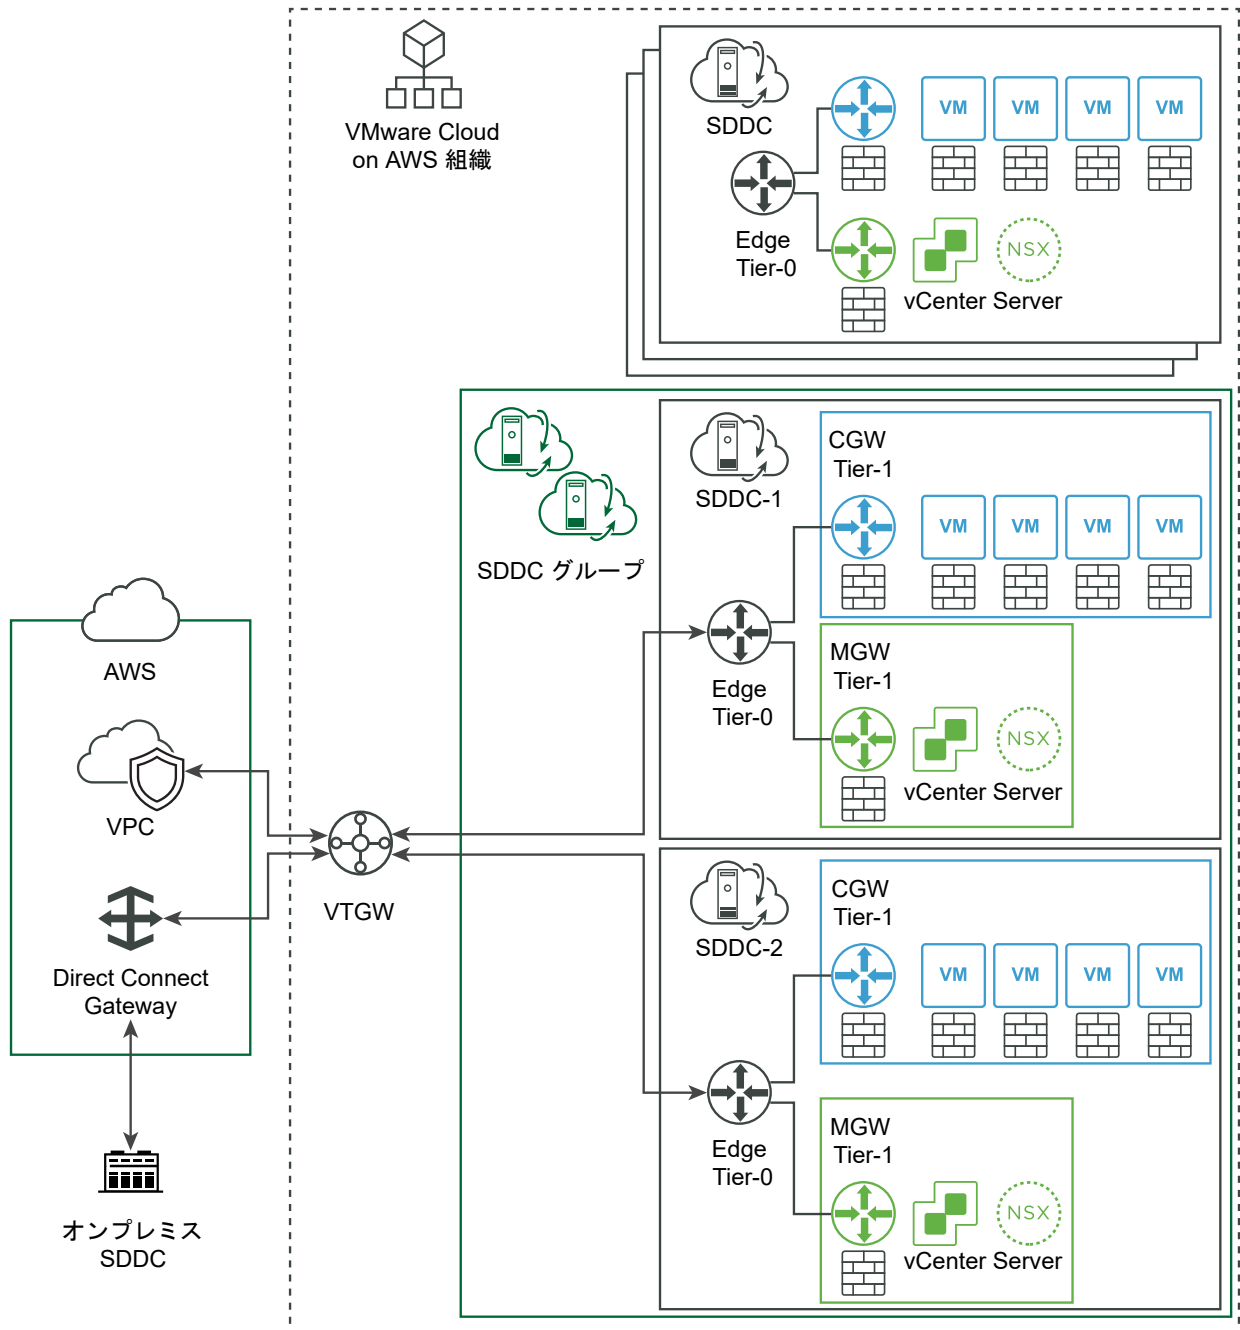 VMware Cloud
on AWS 組織
SDDC
VM VM VM VM
Edge
Tier-0
NSX
vCenter Server
SDDC グループ
SDDC-1
CGW
Tier-1
VM VM VM VM
Edge
Tier-0
MGW
Tier-1
NSX
vCenter Server
AWS
VPC
Direct Connect
Gateway
オンプレミス
SDDC
VTGW
SDDC-2
CGW
Tier-1
VM VM VM VM
Edge
Tier-0
MGW
Tier-1
NSX
vCenter Server